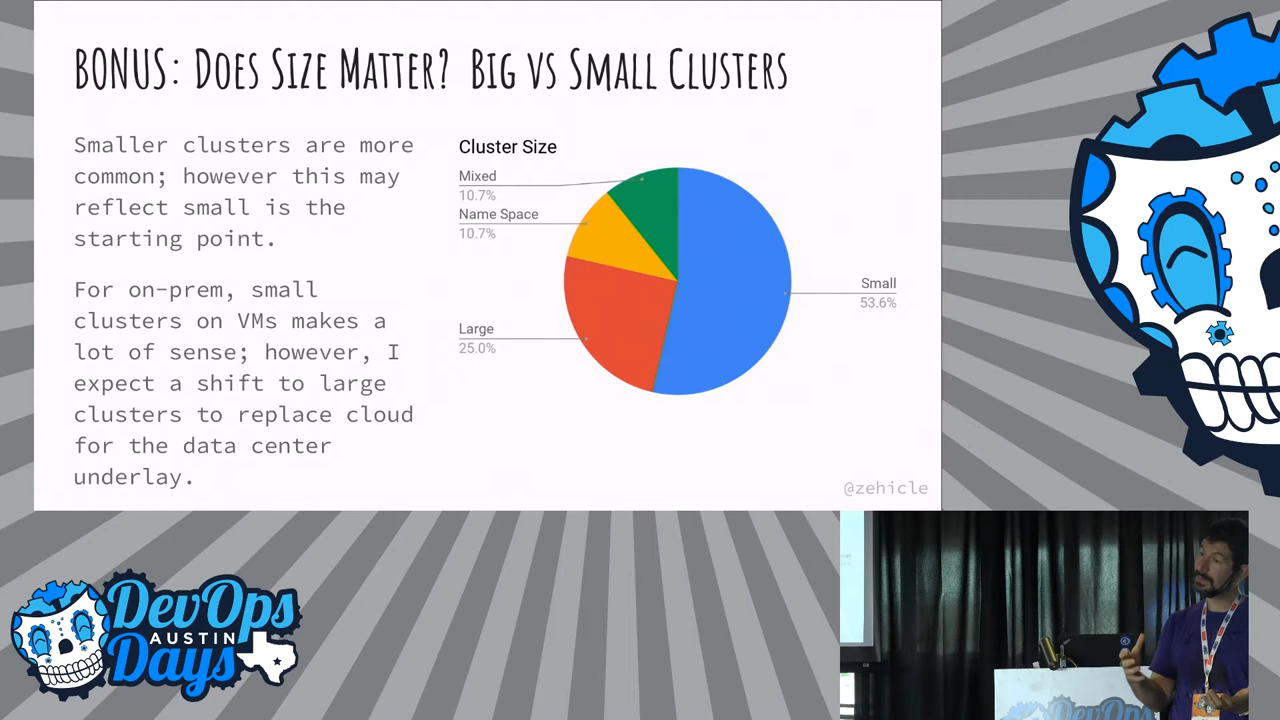 BONUS: Does Size Matter? Big vs Small Clusters
Smaller clusters are more
common; however this may
reflect small is the
starting point.
For on-prem, small
clusters on VMs makes a
lot of sense; however, I
expect a shift to large
clusters to replace cloud
for the data center
underlay.
Cluster Size
Mixed
10.7%
Name Space
10.7%
Large
25.0%
Small
53.6%
@zehicle
DevOps
AUSTIN
Days
DevOps